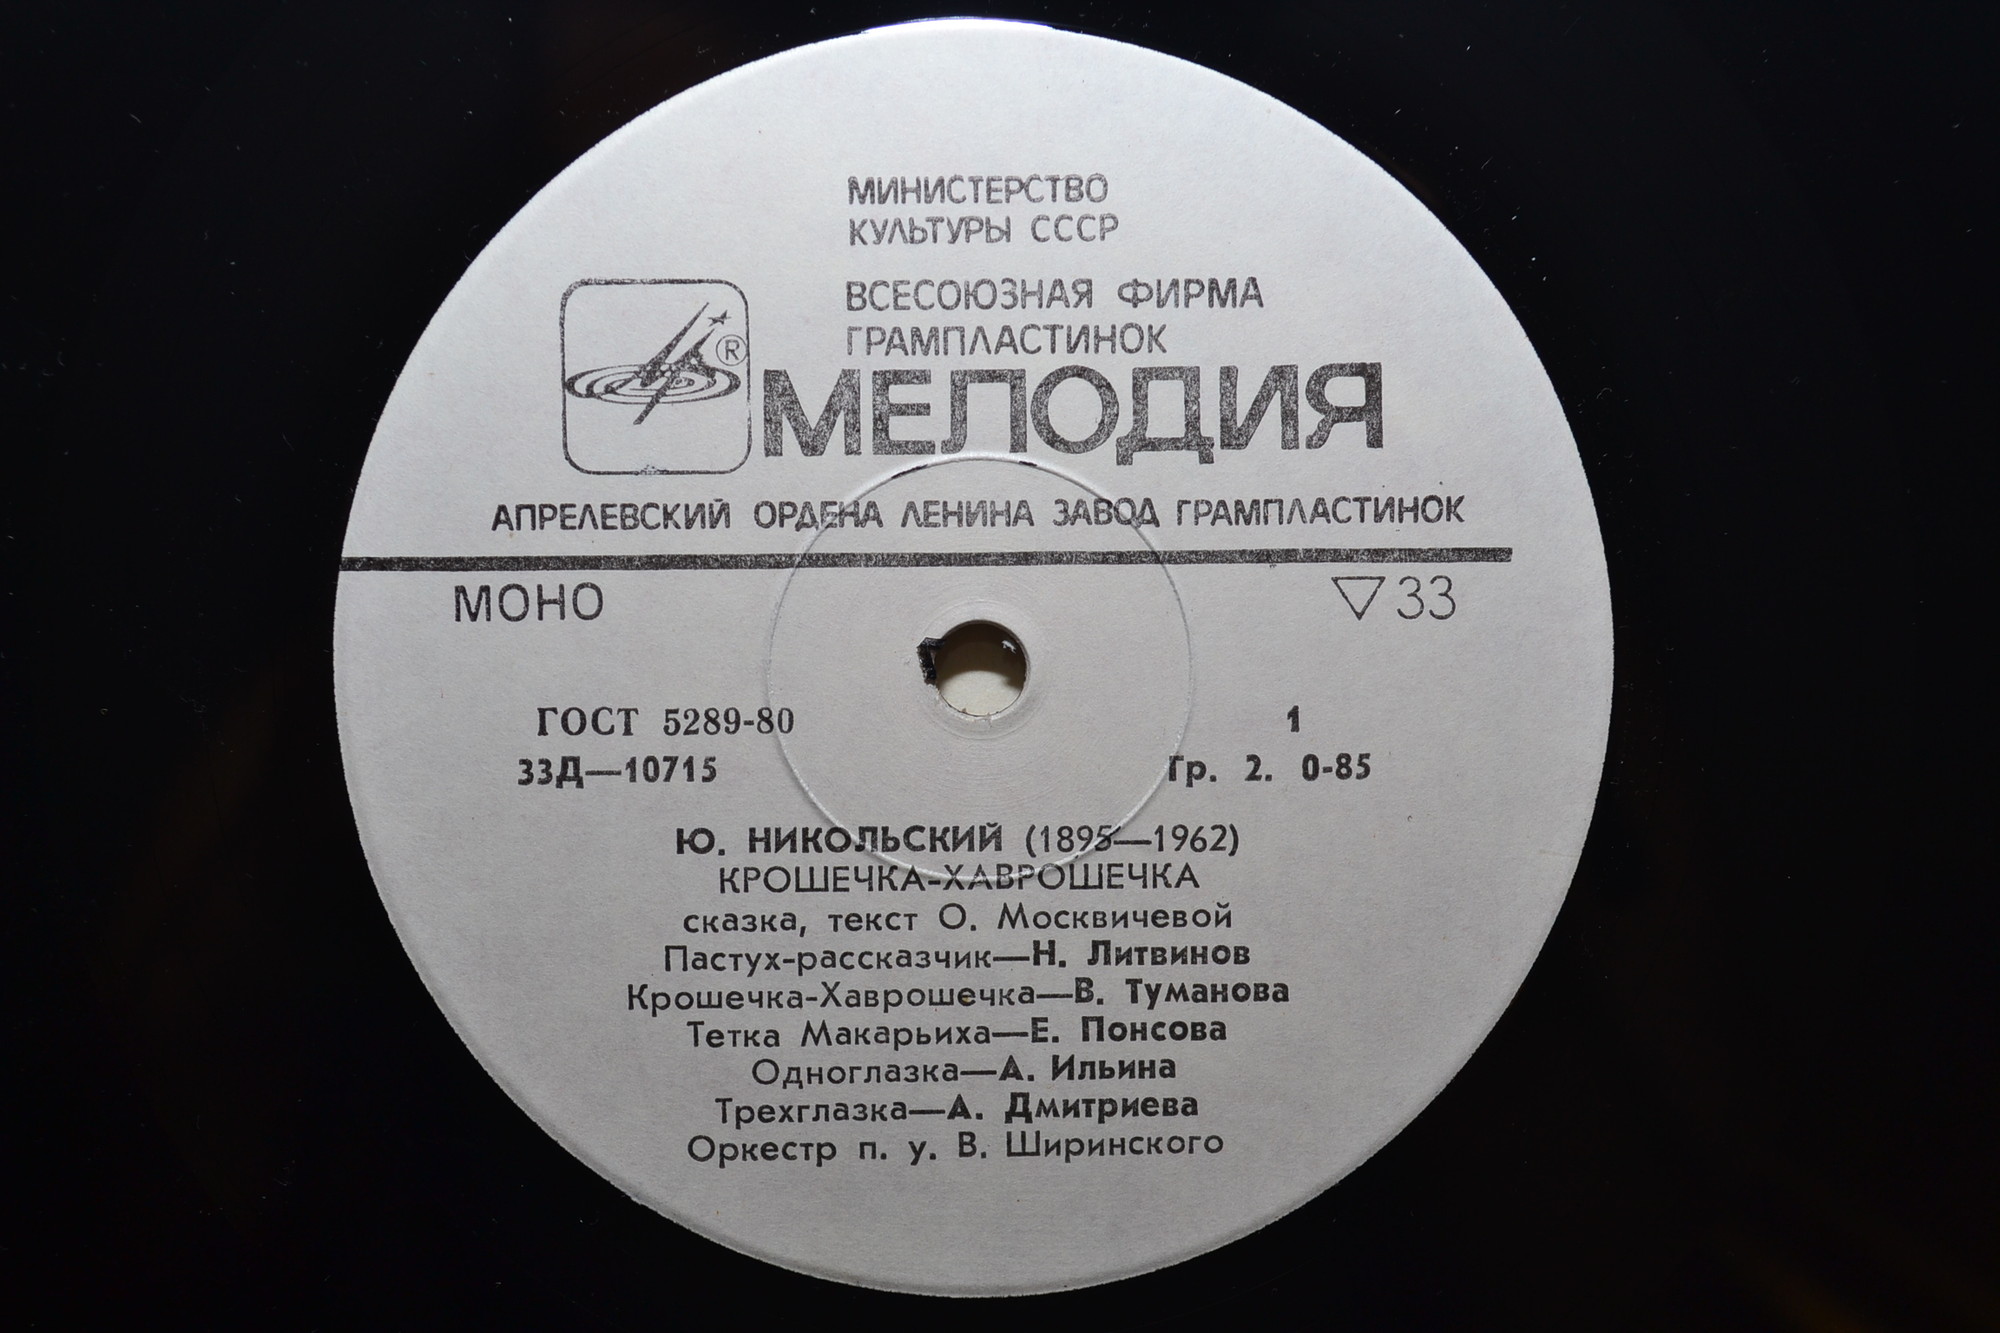 МИНИСТЕРСТВО
КУЛЬТУРЫ СССР
ВСЕСОЮЗНАЯ ФИРМА
ГРАМПЛАСТИНОК
®
МЕЛОДИЯ
АПРЕЛЕВСКИЙ ОРДЕНА ЛЕНИНА ЗАВОД ГРАМПЛАСТИНОК
МОНО ▽33
ГОСТ 5289-80 1
33Д—10715 Гр. 2. 0-85
Ю. НИКОЛЬСКИЙ (1895—1962)
КРОШЕЧКА-ХАВРОШЕЧКА
сказка, текст О. Москвичевой
Пастух-рассказчик—Н. Литвинов
Крошечка-Хаврошечка—В. Туманова
Тетка Макарьиха—Е. Понсова
Одноглазка—А. Ильина
Трехглазка—А. Дмитриева
Оркестр п. у. В. Ширинского